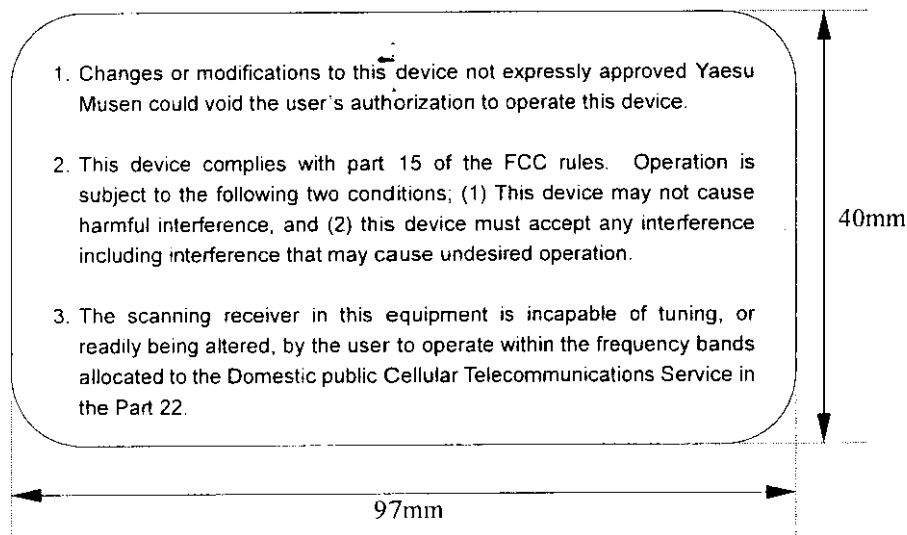 1. Changes or modifications to this device not expressly approved Yaesu
Musen could void the user's authorization to operate this device.
2. This device complies with part 15 of the FCC rules. Operation is
subject to the following two conditions; (1) This device may not cause
harmful interference, and (2) this device must accept any interference
including interference that may cause undesired operation.
3. The scanning receiver in this equipment is incapable of tuning, or
readily being altered, by the user to operate within the frequency bands
allocated to the Domestic public Cellular Telecommunications Service in
the Part 22.
40mm
97mm